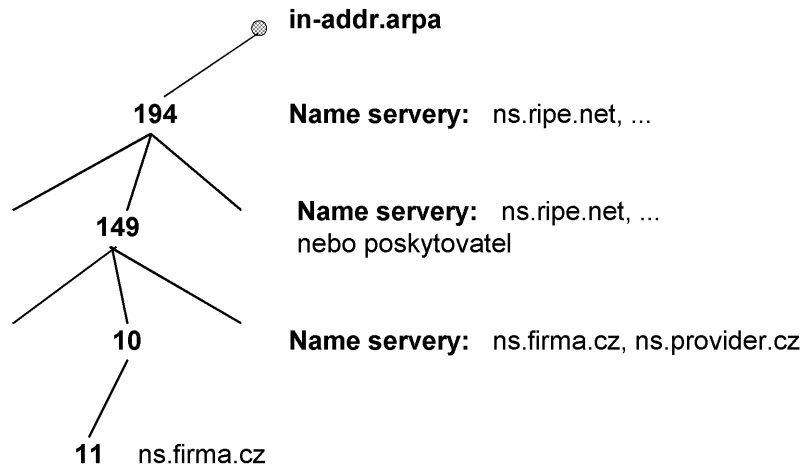 in-addr.arpa
194 Name servery: ns.ripe.net, ...
149 Name servery: ns.ripe.net, ...
nebo poskytovatel
10 Name servery: ns.firma.cz, ns.provider.cz
11 ns.firma.cz